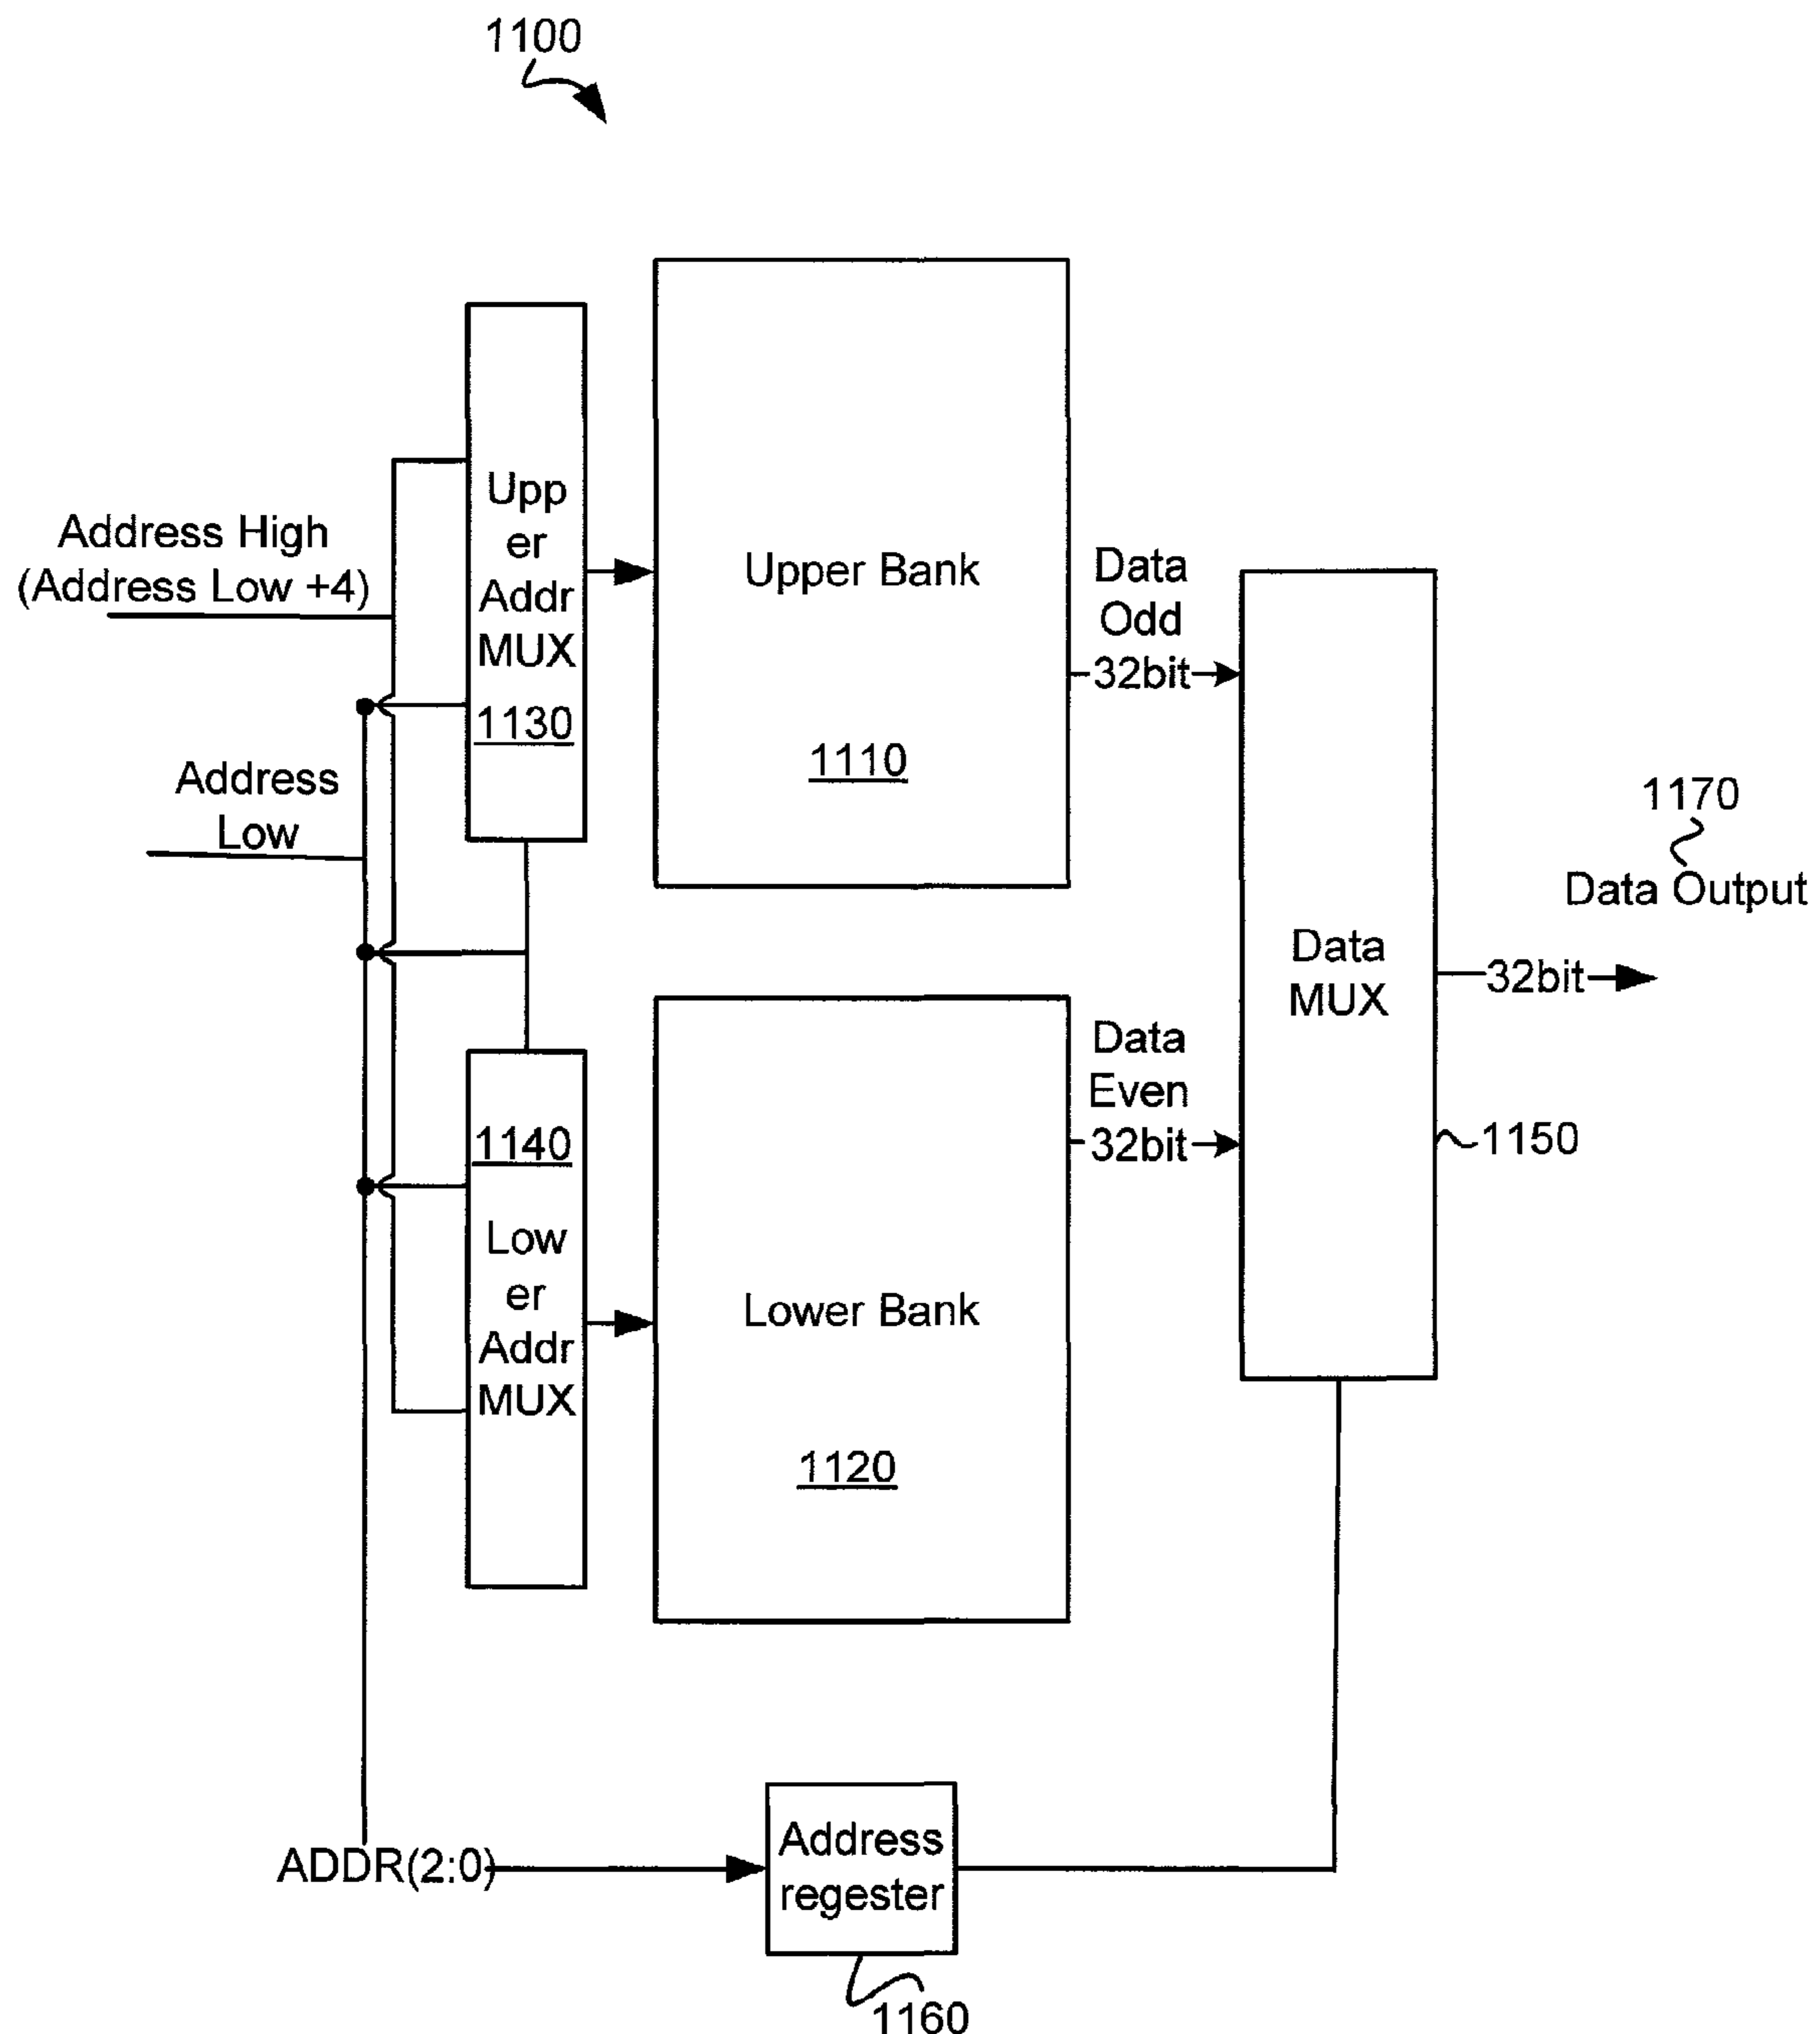 1100
Address High
(Address Low +4)
Address
Low
Upp
er
Addr
MUX
1130
Upper Bank
1110
Data
Odd
32bit
1140
Low
er
Addr
MUX
Lower Bank
1120
Data
Even
32bit
Data
MUX
1150
1170
Data Output
32bit
ADDR(2:0)
Address
regester
1160